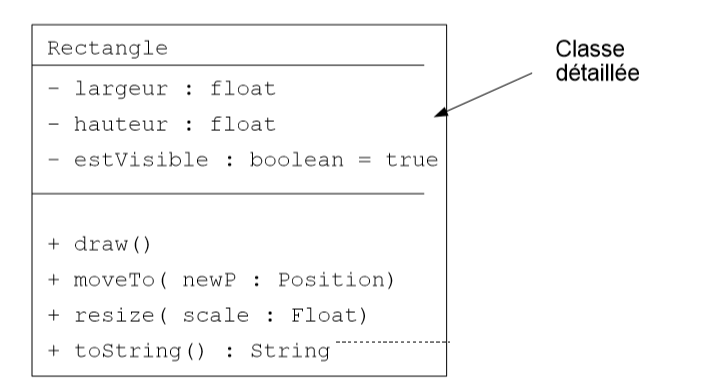 Rectangle
- largeur : float
- hauteur : float
- estVisible : boolean = true
+ draw()
+ moveTo( newP : Position)
+ resize( scale : Float)
+ toString() : String
Classe
détaillée